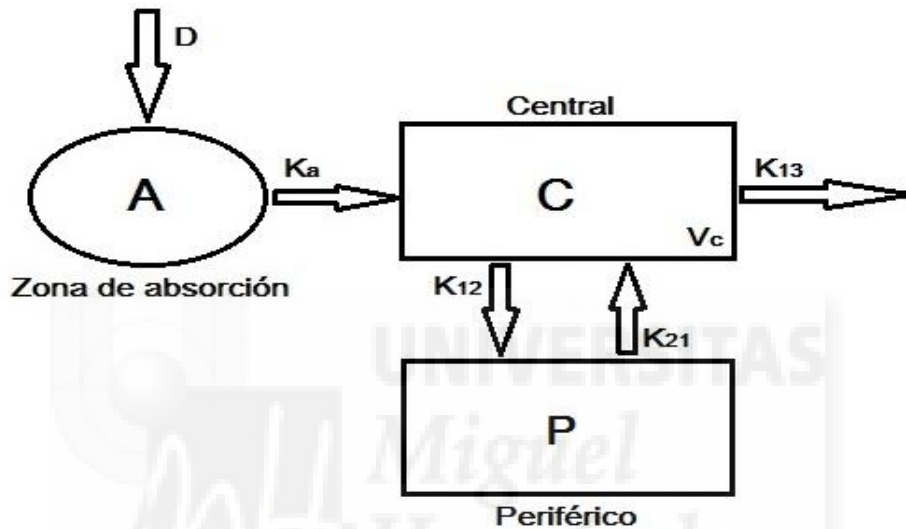 D
Central
A
Ka
C
K13
Vc
Zona de absorción
K12
K21
UNIVERSITAS
Miguel
P
Periférico